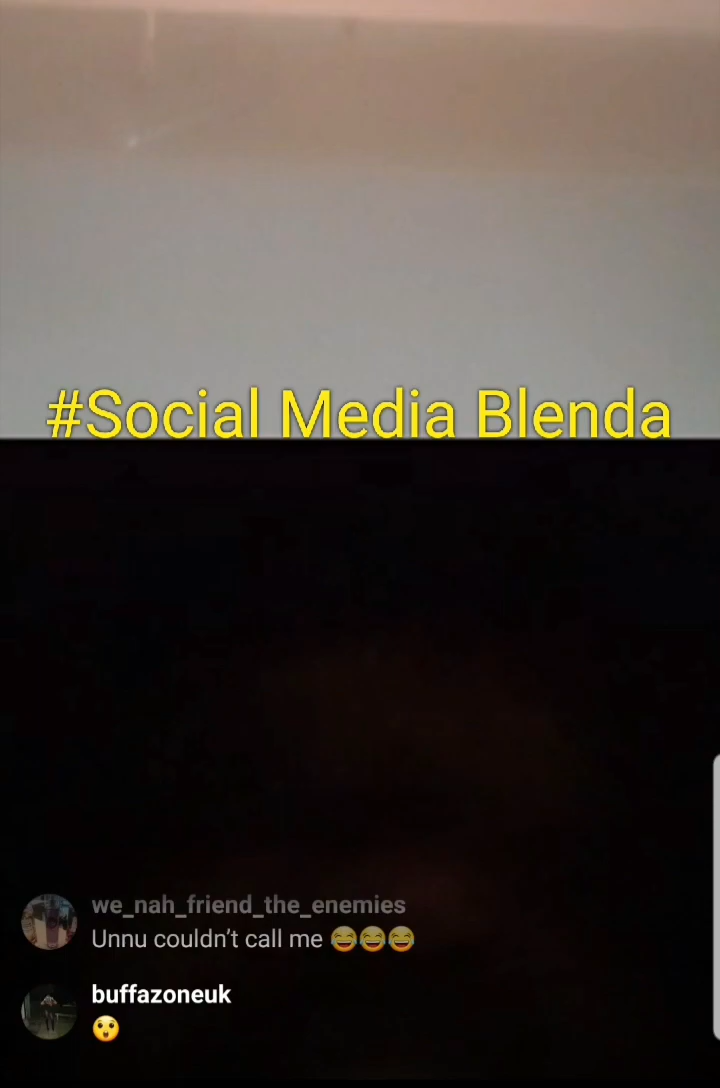 #Social Media Blenda
we_nah_friend_the_enemies
Unnu couldn't call me 😂😂😂
buffazoneuk
😲